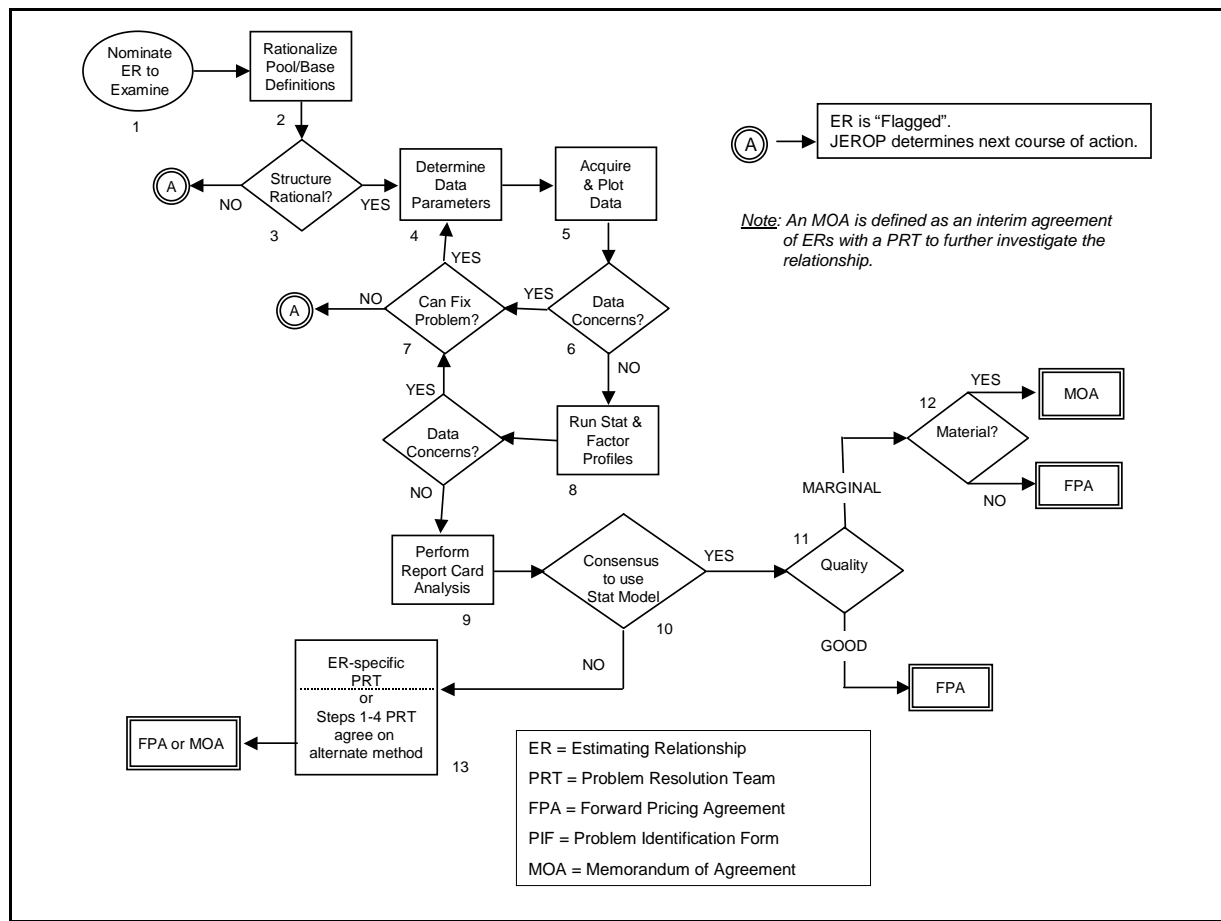 Nominate
ER to
Examine
1
Rationalize
Pool/Base
Definitions
2
Structure
Rational?
3
NO
A
YES
Determine
Data
Parameters
4
Acquire
& Plot
Data
5
A
ER is “Flagged”.
JEROP determines next course of action.
Note: An MOA is defined as an interim agreement
of ERs with a PRT to further investigate the
relationship.
YES
Can Fix
Problem?
7
NO
A
YES
Data
Concerns?
6
NO
YES
Data
Concerns?
NO
Run Stat &
Factor
Profiles
8
Perform
Report Card
Analysis
9
Consensus
to use
Stat Model
10
YES
NO
11
Quality
MARGINAL
12
Material?
YES
MOA
NO
FPA
GOOD
FPA
ER-specific
PRT
or
Steps 1-4 PRT
agree on
alternate method
13
FPA or MOA
ER = Estimating Relationship
PRT = Problem Resolution Team
FPA = Forward Pricing Agreement
PIF = Problem Identification Form
MOA = Memorandum of Agreement